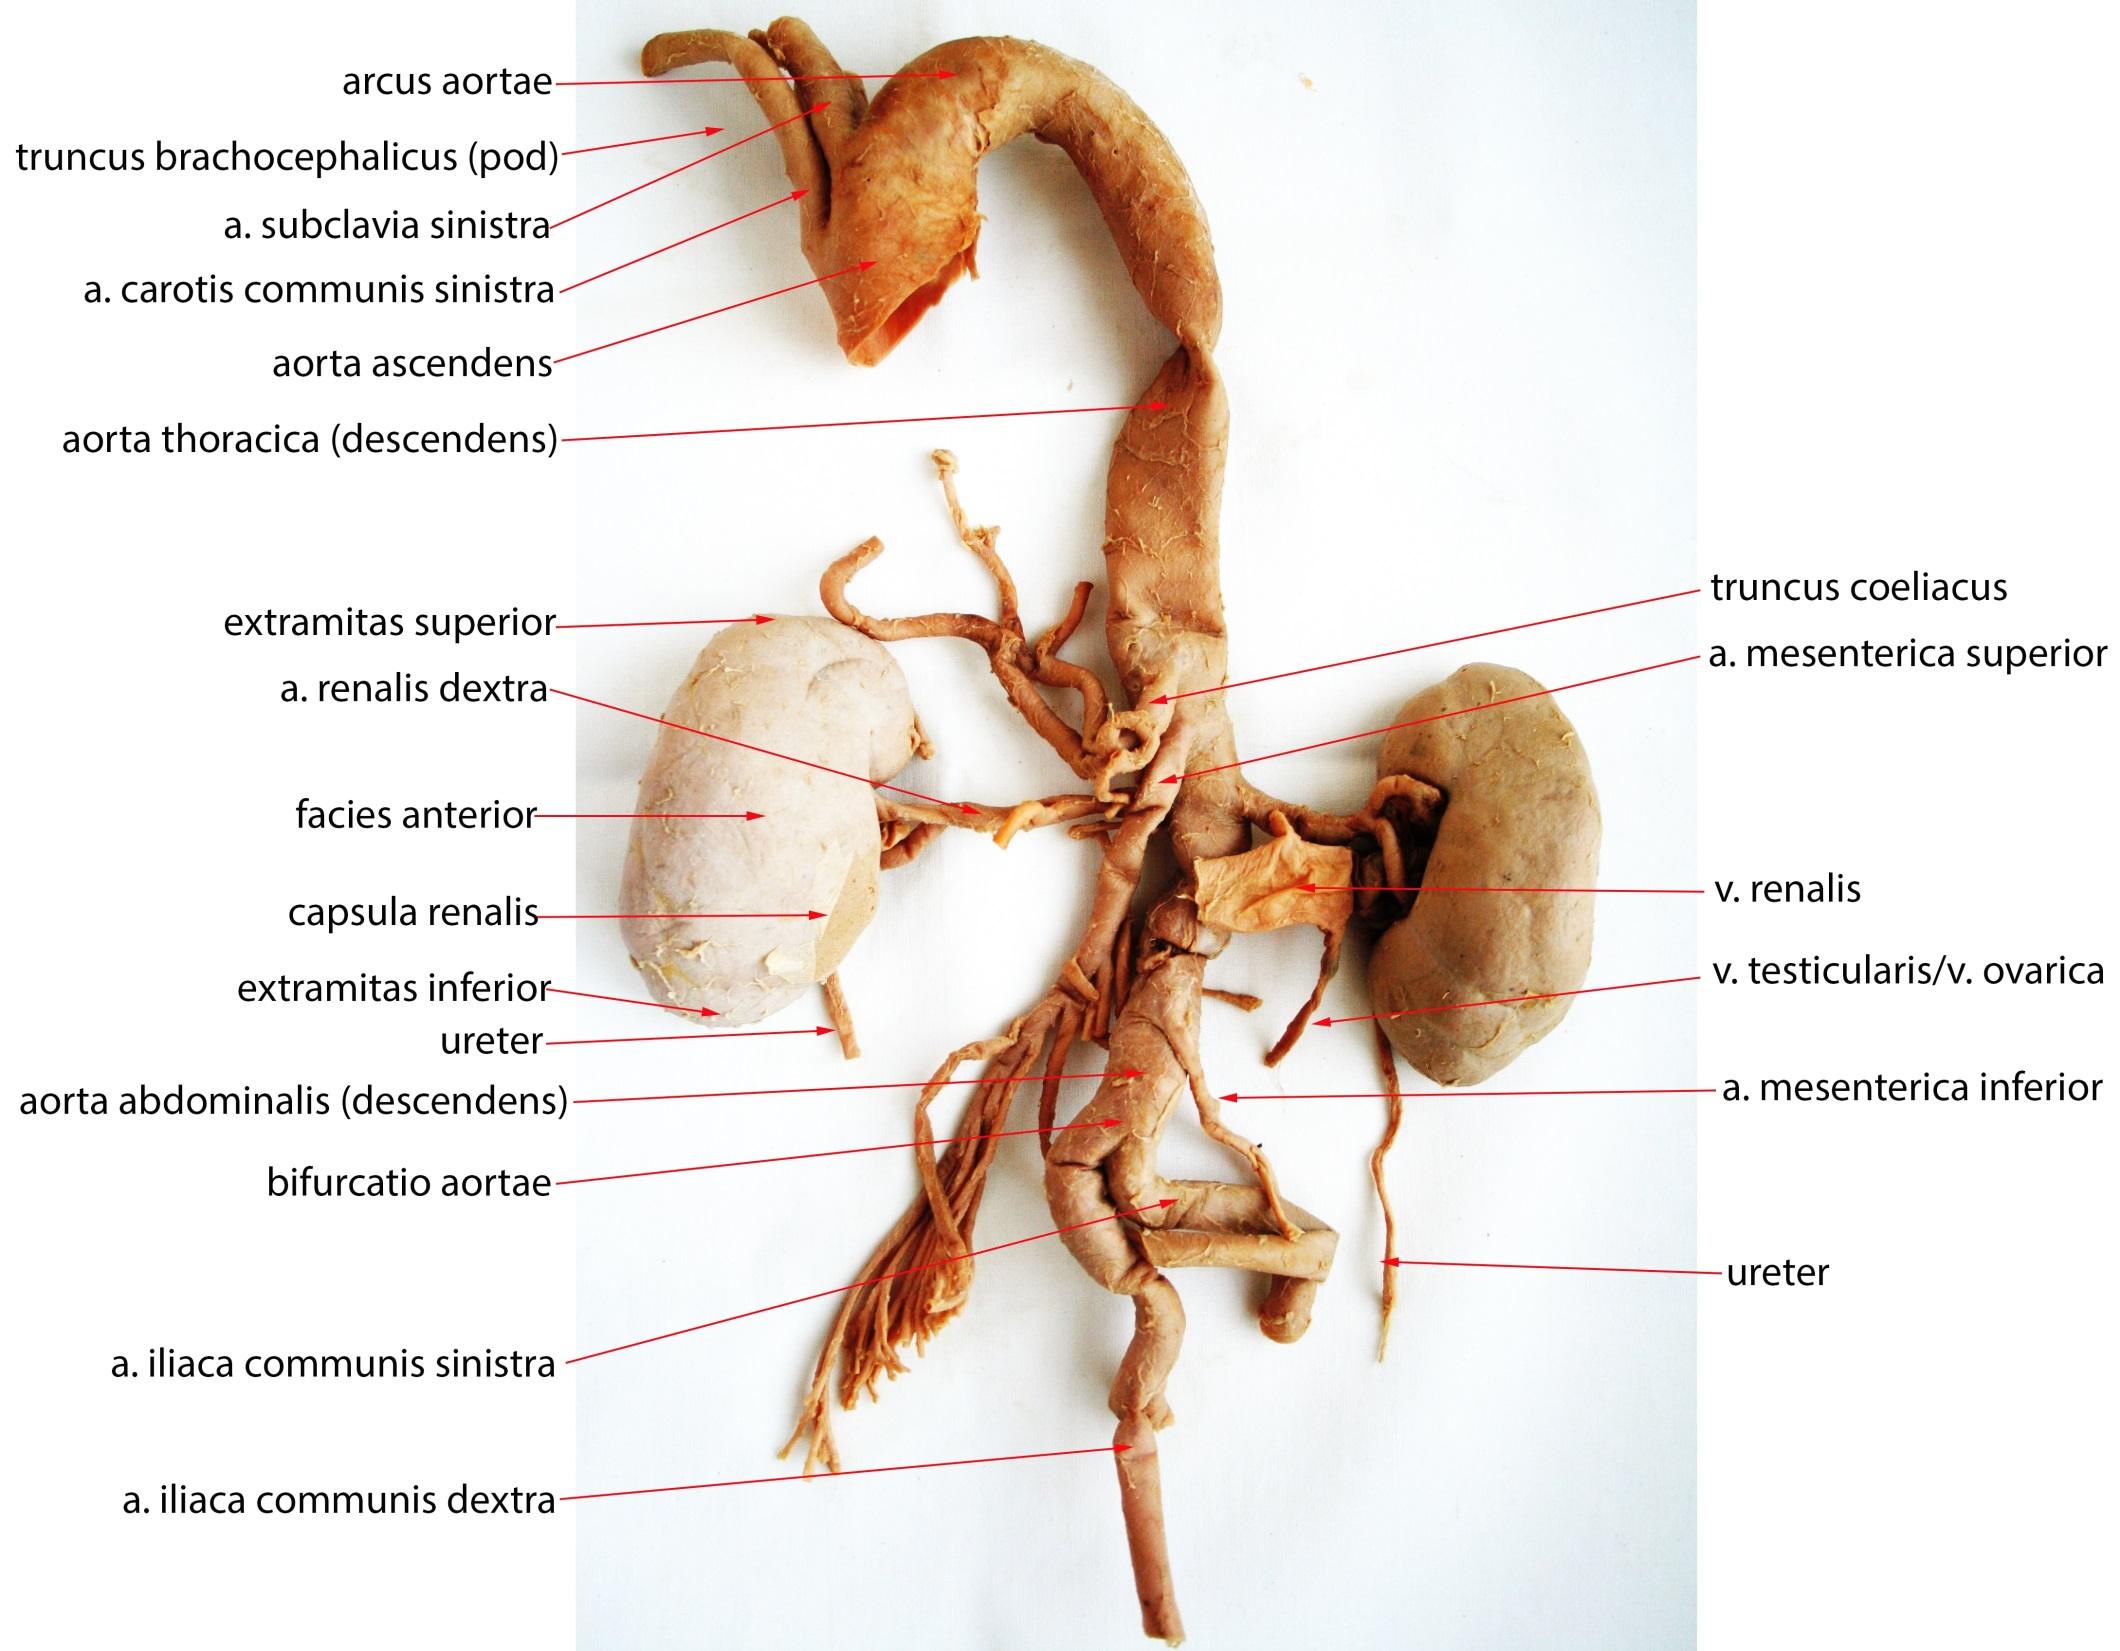 arcus aortae
truncus brachocephalicus (pod)
a. subclavia sinistra
a. carotis communis sinistra
aorta ascendens
aorta thoracica (descendens)
extramitas superior
a. renalis dextra
facies anterior
capsula renalis
extramitas inferior
ureter
aorta abdominalis (descendens)
bifurcatio aortae
a. iliaca communis sinistra
a. iliaca communis dextra
truncus coeliacus
a. mesenterica superior
v. renalis
v. testicularis/v. ovarica
a. mesenterica inferior
ureter